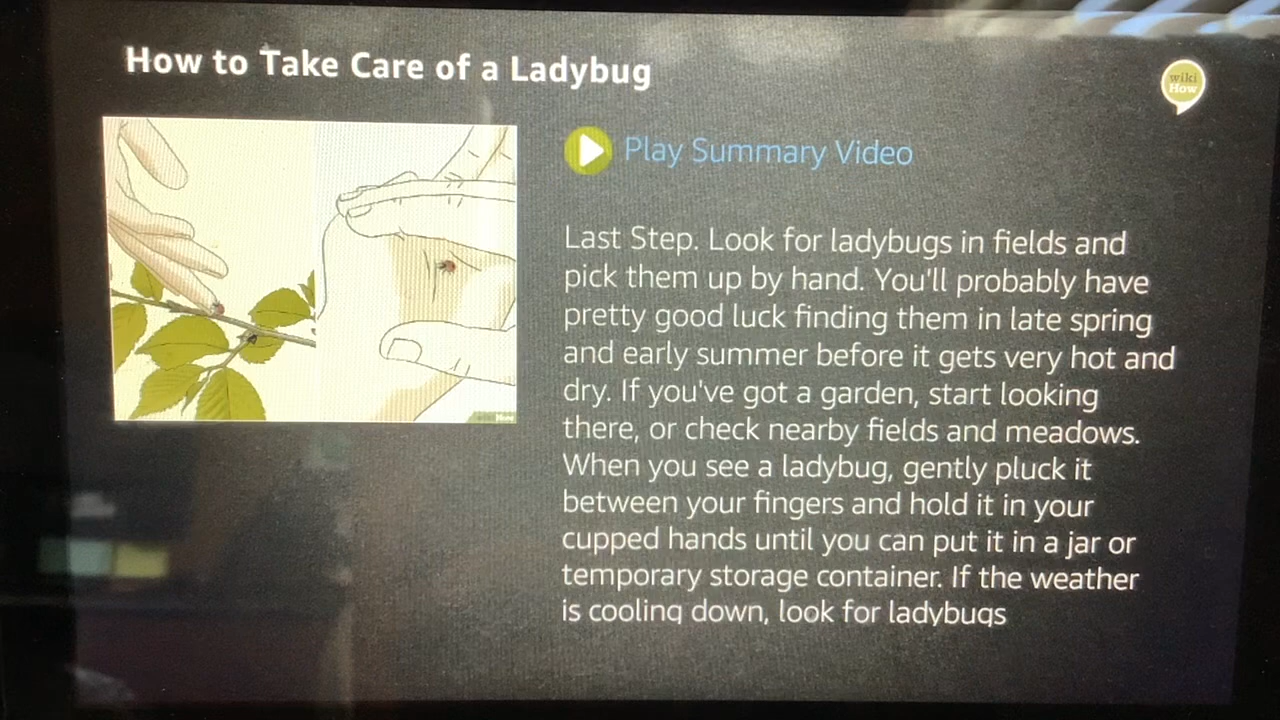 How to Take Care of a Ladybug
wiki
How
Play Summary Video
Last Step. Look for ladybugs in fields and
pick them up by hand. You'll probably have
pretty good luck finding them in late spring
and early summer before it gets very hot and
dry. If you've got a garden, start looking
there, or check nearby fields and meadows.
When you see a ladybug, gently pluck it
between your fingers and hold it in your
cupped hands until you can put it in a jar or
temporary storage container. If the weather
is cooling down, look for ladybugs